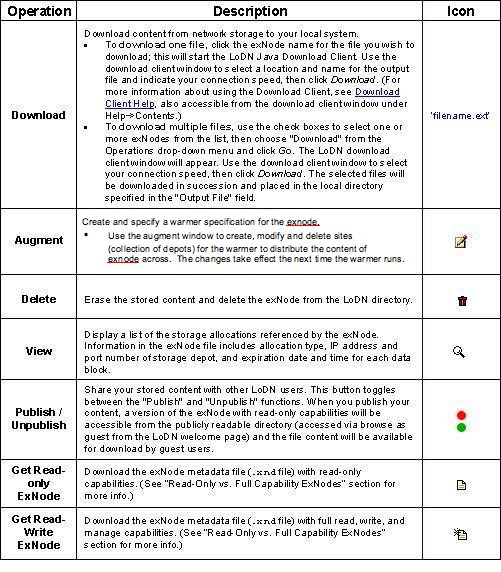 Operation Description Icon
Download
Download content from network storage to your local system.
• To download one file, click the exNode name for the file you wish to
download; this will start the LoDN Java Download Client. Use the
download client window to select a location and name for the output
file and indicate your connection speed, then click Download. (For
more information about using the Download Client, see Download
Client Help, also accessible from the download client window under
Help->Contents.)
• To download multiple files, use the check boxes to select one or
more exNodes from the list, then choose "Download" from the
Operations drop-down menu and click Go. The LoDN download
client window will appear. Use the download client window to select
your connection speed, then click Download. The selected files will
be downloaded in succession and placed in the local directory
specified in the "Output File" field.
'filename.ext'
Augment
Create and specify a warmer specification for the exnode.
• Use the augment window to create, modify and delete sites
(collection of depots) for the warmer to distribute the content of
exnode across. The changes take effect the next time the warmer runs.
Delete
Erase the stored content and delete the exNode from the LoDN directory.
View
Display a list of the storage allocations referenced by the exNode.
Information in the exNode file includes allocation type, IP address and
port number of storage depot, and expiration date and time for each data
block.
Publish /
Unpublish
Share your stored content with other LoDN users. This button toggles
between the "Publish" and "Unpublish" functions. When you publish your
content, a version of the exNode with read-only capabilities will be
accessible from the publicly readable directory (accessed via browse as
guest from the LoDN welcome page) and the file content will be available
for download by guest users.
Get Read-
only
ExNode
Download the exNode metadata file (.xnd file) with read-only
capabilities. (See "Read-Only vs. Full Capability ExNodes" section for
more info.)
Get Read-
Write
ExNode
Download the exNode metadata file (.xnd file) with full read, write, and
manage capabilities. (See "Read-Only vs. Full Capability ExNodes"
section for more info.)